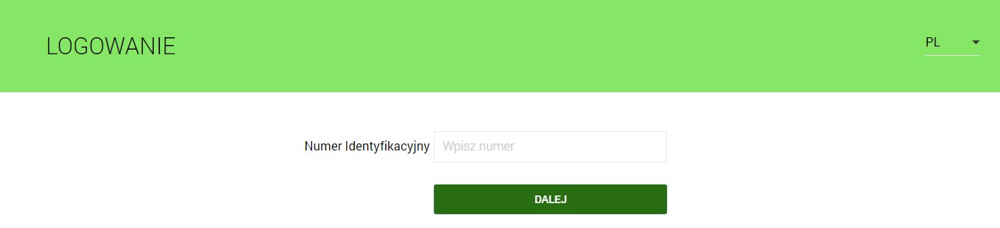 LOGOWANIE
PL
Numer Identyfikacyjny Wpisz numer
DALEJ